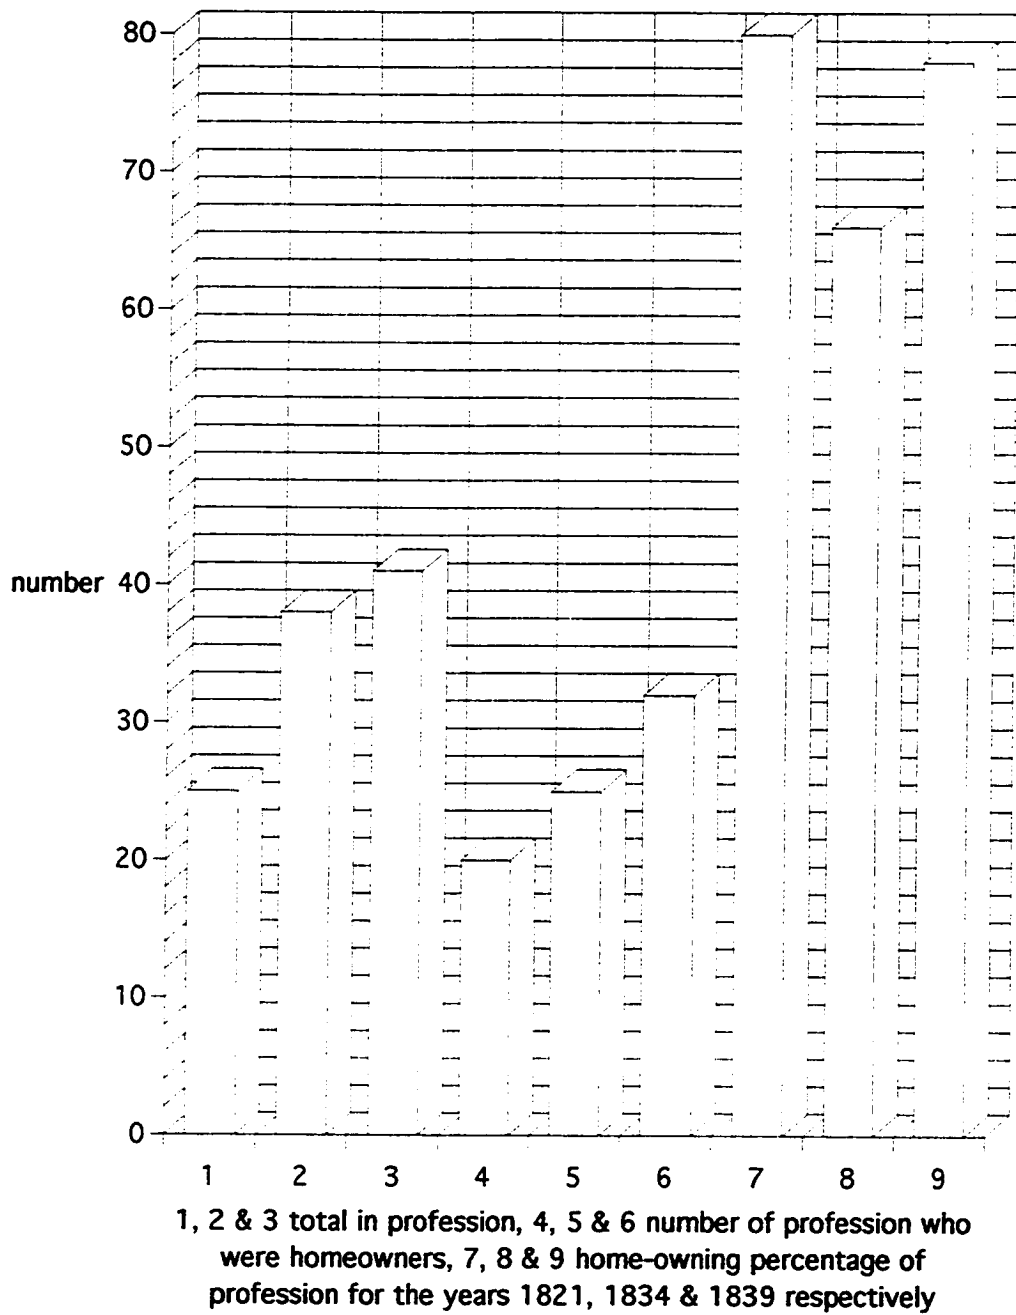 80
70
60
50
number 40
30
20
10
0
1 2 3 4 5 6 7 8 9
1, 2 & 3 total in profession, 4, 5 & 6 number of profession who
were homeowners, 7, 8 & 9 home-owning percentage of
profession for the years 1821, 1834 & 1839 respectively